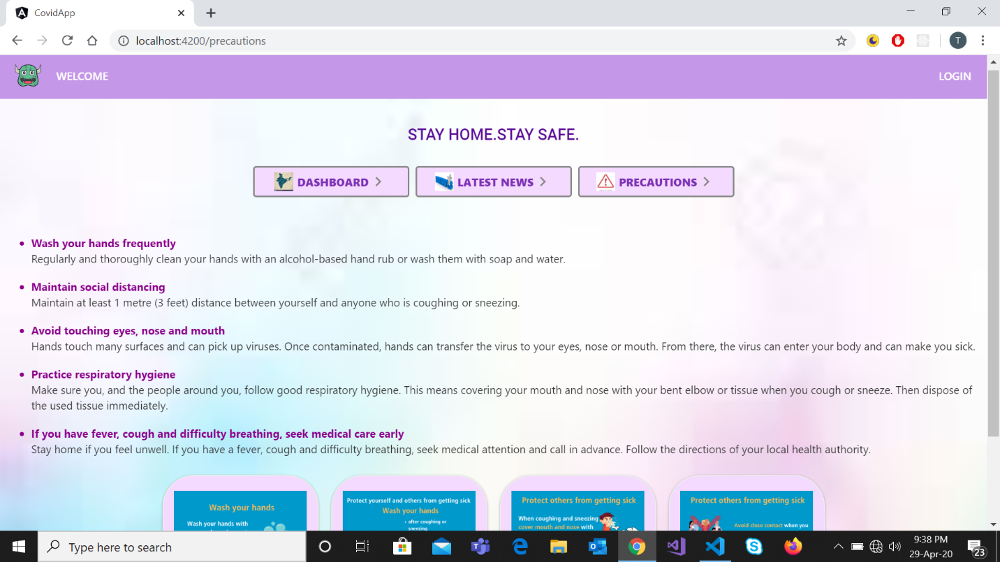 CovidApp
localhost:4200/precautions
T
WELCOME
LOGIN
STAY HOME.STAY SAFE.
DASHBOARD
LATEST NEWS
PRECAUTIONS
Wash your hands frequently
Regularly and thoroughly clean your hands with an alcohol-based hand rub or wash them with soap and water.
Maintain social distancing
Maintain at least 1 metre (3 feet) distance between yourself and anyone who is coughing or sneezing.
Avoid touching eyes, nose and mouth
Hands touch many surfaces and can pick up viruses. Once contaminated, hands can transfer the virus to your eyes, nose or mouth. From there, the virus can enter your body and can make you sick.
Practice respiratory hygiene
Make sure you, and the people around you, follow good respiratory hygiene. This means covering your mouth and nose with your bent elbow or tissue when you cough or sneeze. Then dispose of
the used tissue immediately.
If you have fever, cough and difficulty breathing, seek medical care early
Stay home if you feel unwell. If you have a fever, cough and difficulty breathing, seek medical attention and call in advance. Follow the directions of your local health authority.
Wash your hands
Wash your hands with
Protect yourself and others from getting sick
Wash your hands
• after coughing or
sneezing
Protect others from getting sick
When coughing and sneezing
cover mouth and nose with
Protect others from getting sick
Avoid close contact when you
Type here to search
9:38 PM
29-Apr-20
23